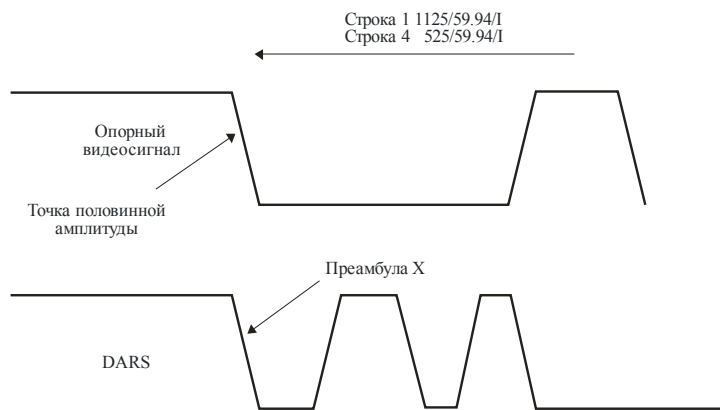 Строка 1 1125/59.94/I
Строка 4 525/59.94/I
Опорный
видеосигнал
Точка половинной
амплитуды
Преамбула X
DARS